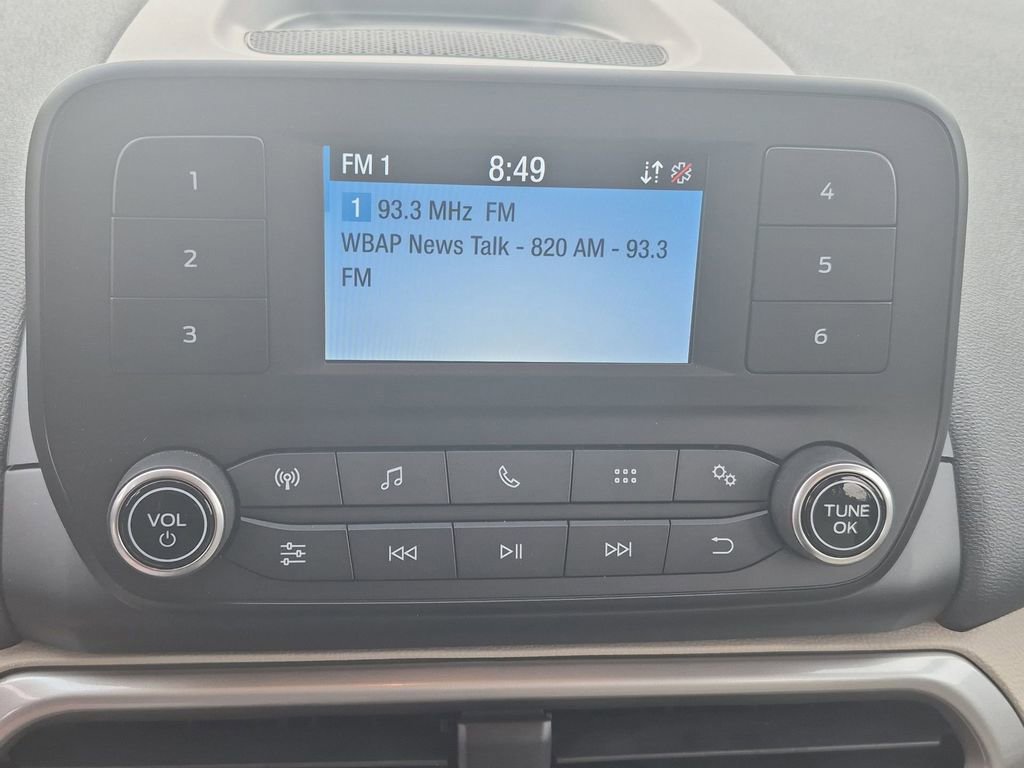 FM 1 8:49
1 93.3 MHz FM
WBAP News Talk - 820 AM - 93.3
FM
1
2
3
4
5
6
VOL
TUNE
OK